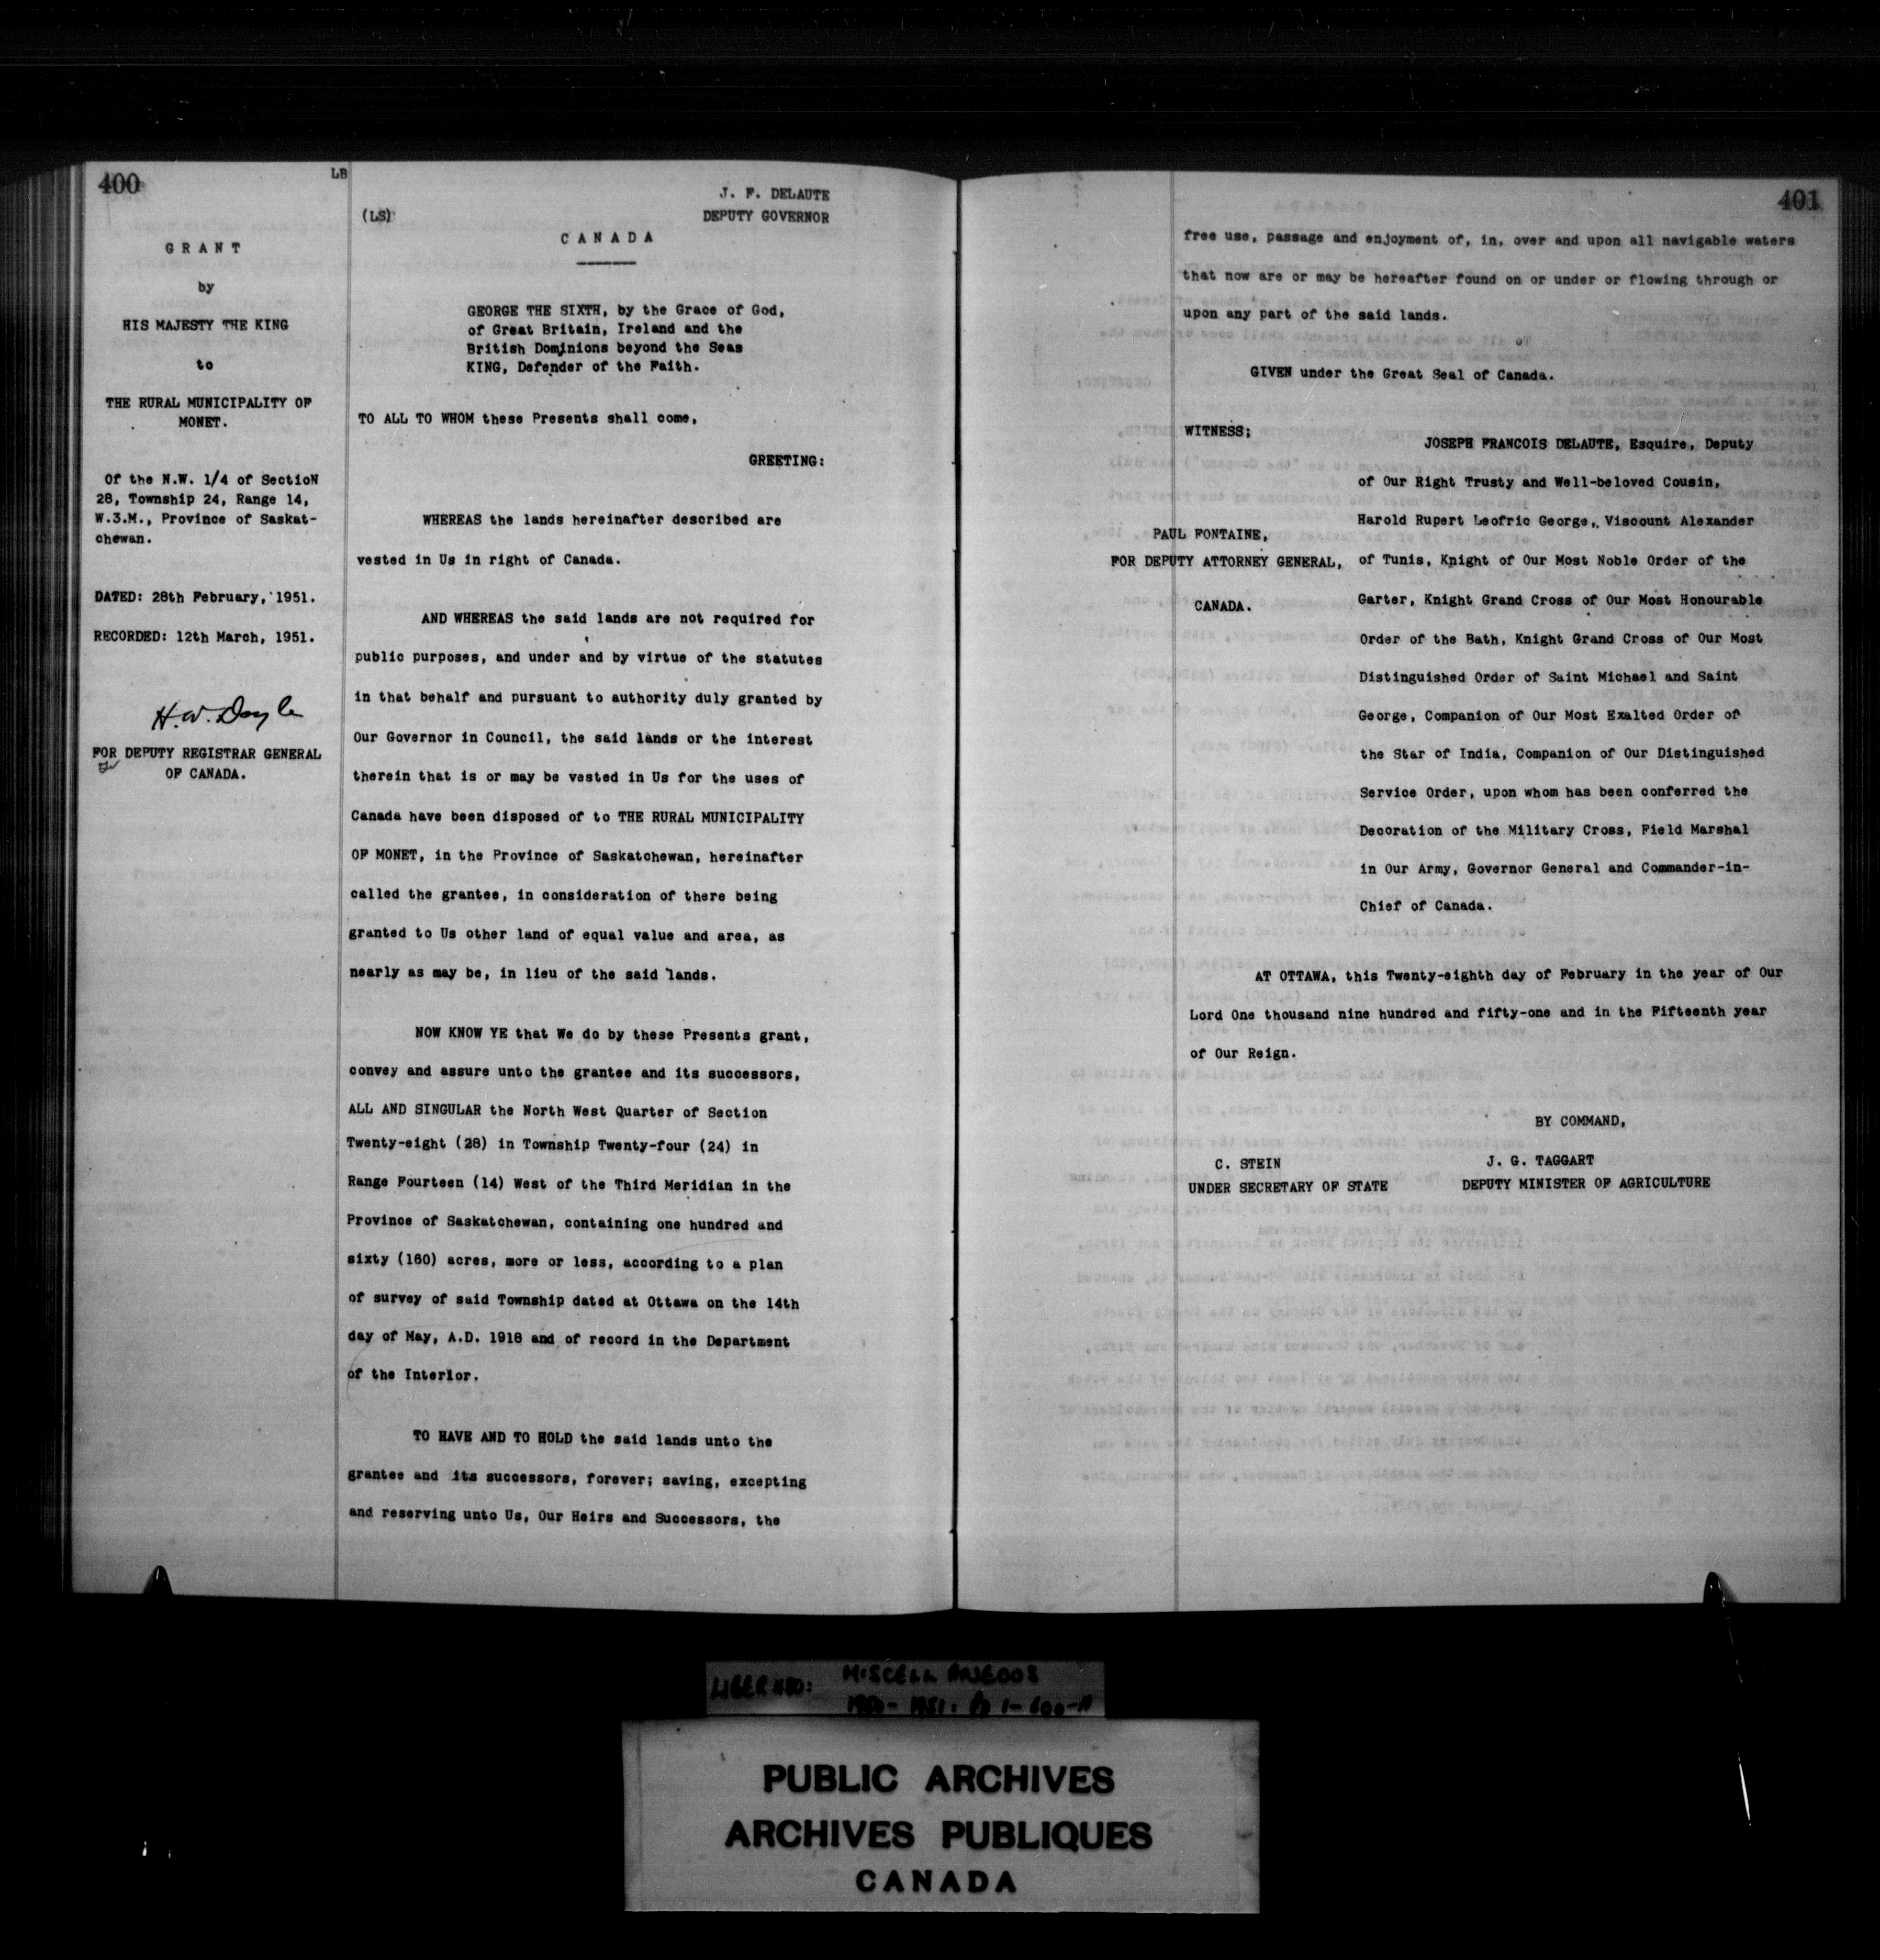 400
LB
GRANT
by
HIS MAJESTY THE KING
to
THE RURAL MUNICIPALITY OF
MONET.
Of the N.W. 1/4 of SectioN
28, Township 24, Range 14,
W.3.M., Province of Saskat-
chewan.
DATED: 28th February, 1951.
RECORDED: 12th March, 1951.
H.W. Doyle
FOR DEPUTY REGISTRAR GENERAL
OF CANADA.
J. F. DELAUTE
(LS)
DEPUTY GOVERNOR
CANADA
GEORGE THE SIXTH, by the Grace of God,
of Great Britain, Ireland and the
British Dominions beyond the Seas
KING, Defender of the Faith.
TO ALL TO WHOM these Presents shall come,
GREETING:
WHEREAS the lands hereinafter described are
vested in Us in right of Canada.
AND WHEREAS the said lands are not required for
public purposes, and under and by virtue of the statutes
in that behalf and pursuant to authority duly granted by
Our Governor in Council, the said lands or the interest
therein that is or may be vested in Us for the uses of
Canada have been disposed of to THE RURAL MUNICIPALITY
OF MONET, in the Province of Saskatchewan, hereinafter
called the grantee, in consideration of there being
granted to Us other land of equal value and area, as
nearly as may be, in lieu of the said lands.
NOW KNOW YE that We do by these Presents grant,
convey and assure unto the grantee and its successors,
ALL AND SINGULAR the North West Quarter of Section
Twenty-eight (28) in Township Twenty-four (24) in
Range Fourteen (14) West of the Third Meridian in the
Province of Saskatchewan, containing one hundred and
sixty (160) acres, more or less, according to a plan
of survey of said Township dated at Ottawa on the 14th
day of May, A.D. 1918 and of record in the Department
of the Interior.
TO HAVE AND TO HOLD the said lands unto the
grantee and its successors, forever; saving, excepting
and reserving unto Us, Our Heirs and Successors, the
401
free use, passage and enjoyment of, in, over and upon all navigable waters
that now are or may be hereafter found on or under or flowing through or
upon any part of the said lands.
GIVEN under the Great Seal of Canada.
WITNESS;
JOSEPH FRANCOIS DELAUTE, Esquire, Deputy
of Our Right Trusty and Well-beloved Cousin,
Harold Rupert Leofric George, Viscount Alexander
of Tunis, Knight of Our Most Noble Order of the
Garter, Knight Grand Cross of Our Most Honourable
Order of the Bath, Knight Grand Cross of Our Most
Distinguished Order of Saint Michael and Saint
George, Companion of Our Most Exalted Order of
the Star of India, Companion of Our Distinguished
Service Order, upon whom has been conferred the
Decoration of the Military Cross, Field Marshal
in Our Army, Governor General and Commander-in-
Chief of Canada.
PAUL FONTAINE,
FOR DEPUTY ATTORNEY GENERAL,
CANADA.
AT OTTAWA, this Twenty-eighth day of February in the year of Our
Lord One thousand nine hundred and fifty-one and in the Fifteenth year
of Our Reign.
BY COMMAND,
C. STEIN
UNDER SECRETARY OF STATE
J. G. TAGGART
DEPUTY MINISTER OF AGRICULTURE
PUBLIC ARCHIVES
ARCHIVES PUBLIQUES
CANADA